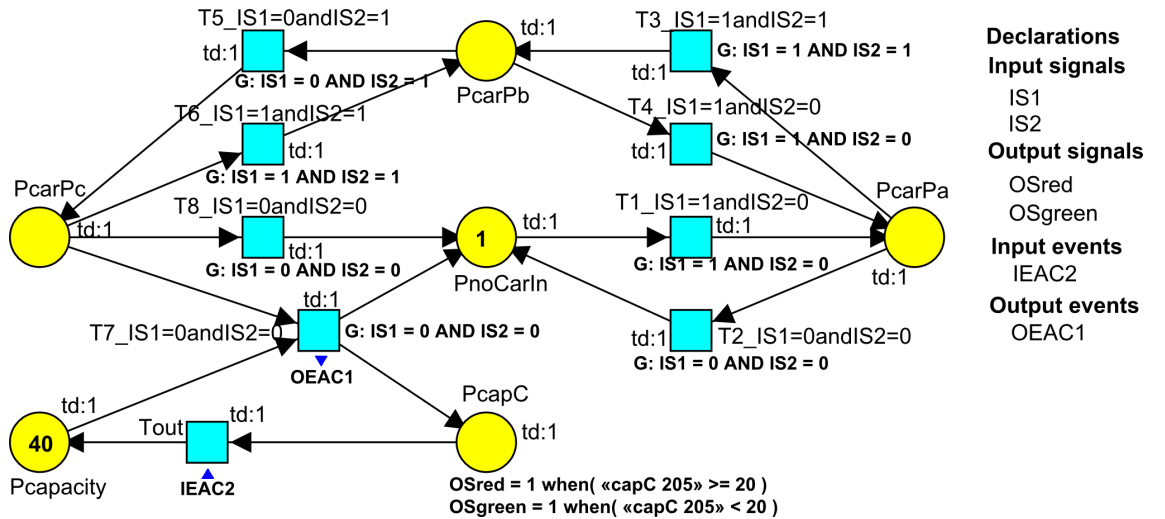 T5_IS1=0andIS2=1
td:1
G: IS1 = 0 AND IS2 = 1
td:1
PcarPb
T3_IS1=1andIS2=1
G: IS1 = 1 AND IS2 = 1
td:1
T6_IS1=1andIS2=1
td:1
G: IS1 = 1 AND IS2 = 1
T4_IS1=1andIS2=0
G: IS1 = 1 AND IS2 = 0
td:1
PcarPc
td:1
T8_IS1=0andIS2=0
td:1
G: IS1 = 0 AND IS2 = 0
1
td:1
PnoCarIn
T1_IS1=1andIS2=0
td:1
G: IS1 = 1 AND IS2 = 0
PcarPa
td:1
td:1
T7_IS1=0andIS2=0
G: IS1 = 0 AND IS2 = 0
OEAC1
td:1
T2_IS1=0andIS2=0
G: IS1 = 0 AND IS2 = 0
td:1
40
Pcapacity
Tout
td:1
IEAC2
PcapC
td:1
OSred = 1 when( «capC 205» >= 20 )
OSgreen = 1 when( «capC 205» < 20 )
Declarations
Input signals
IS1
IS2
Output signals
OSred
OSgreen
Input events
IEAC2
Output events
OEAC1